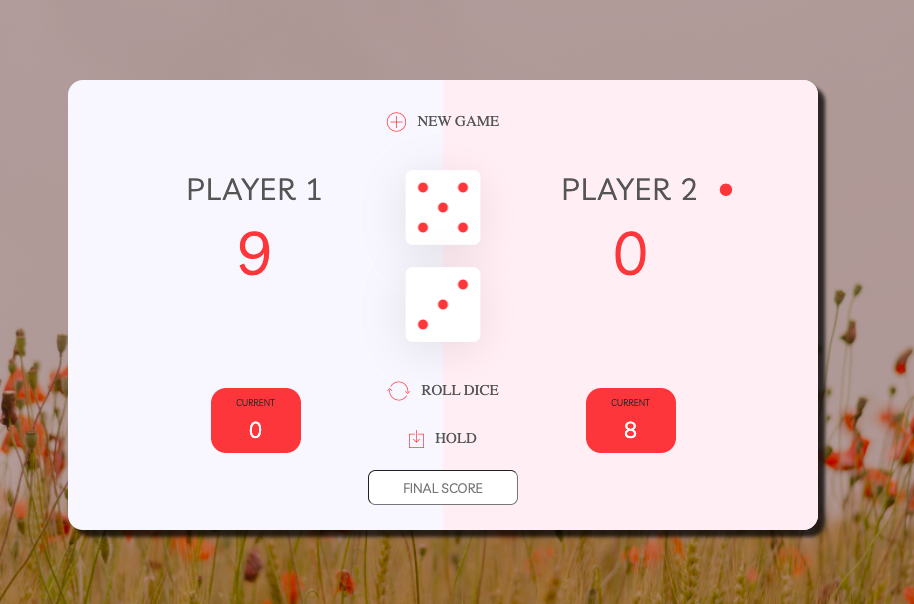 NEW GAME
PLAYER 1
9
PLAYER 2
0
CURRENT
0
ROLL DICE
HOLD
CURRENT
8
FINAL SCORE